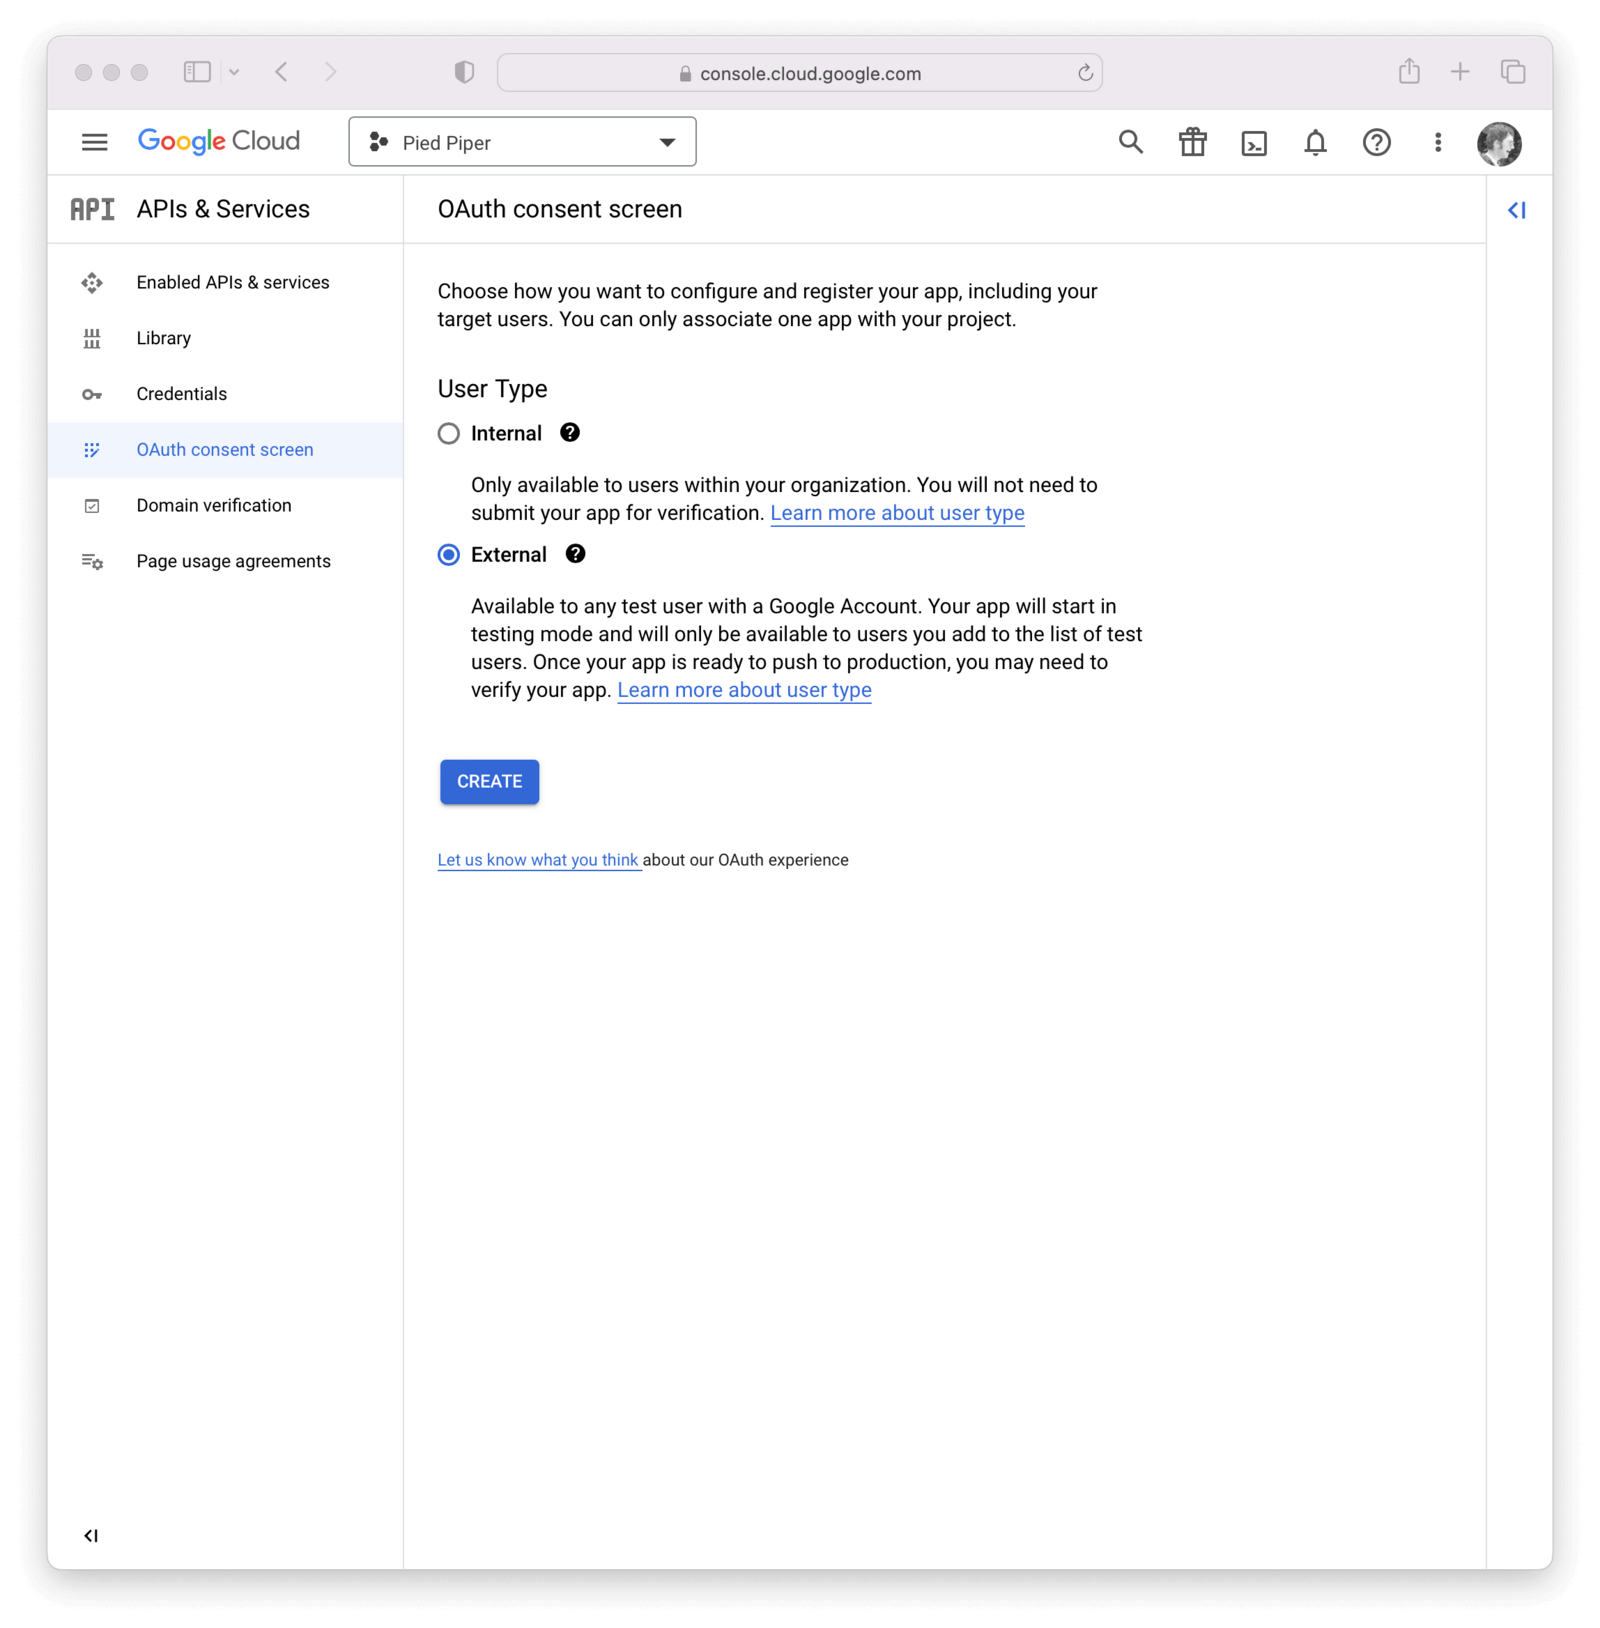 console.cloud.google.com
Google Cloud
Pied Piper
API APIs & Services
OAuth consent screen
Enabled APIs & services
Library
Credentials
OAuth consent screen
Domain verification
Page usage agreements
Choose how you want to configure and register your app, including your
target users. You can only associate one app with your project.
User Type
Internal
Only available to users within your organization. You will not need to
submit your app for verification. Learn more about user type
External
Available to any test user with a Google Account. Your app will start in
testing mode and will only be available to users you add to the list of test
users. Once your app is ready to push to production, you may need to
verify your app. Learn more about user type
CREATE
Let us know what you think about our OAuth experience